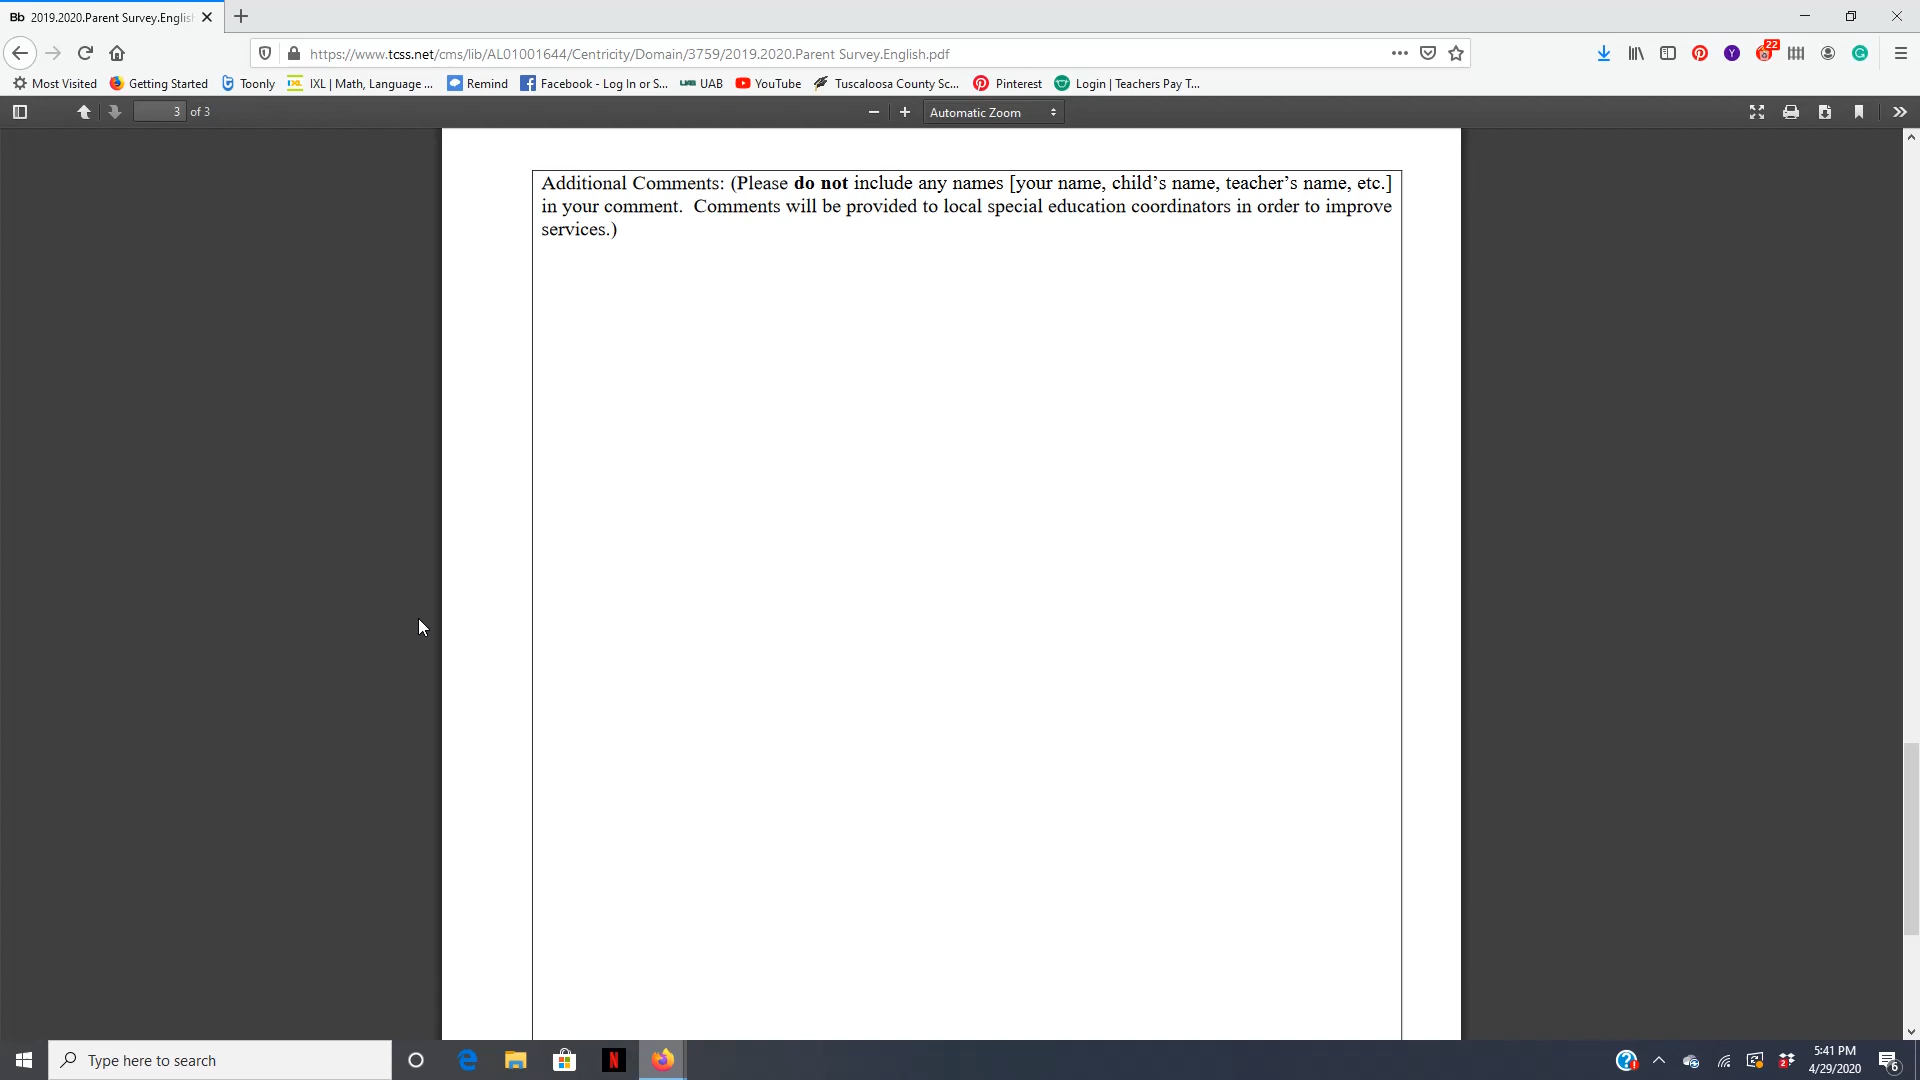 Bb 2019.2020.Parent Survey.Englis
https://www.tcss.net/cms/lib/AL01001644/Centricity/Domain/3759/2019.2020.Parent Survey.English.pdf
22
Most Visited Getting Started Toonly IXL | Math, Language ... Remind Facebook - Log In or S... UAB YouTube Tuscaloosa County Sc... Pinterest Login | Teachers Pay T...
3 of 3 Automatic Zoom
Additional Comments: (Please do not include any names [your name, child’s name, teacher’s name, etc.]
in your comment. Comments will be provided to local special education coordinators in order to improve
services.)
Type here to search
5:41 PM
4/29/2020
6